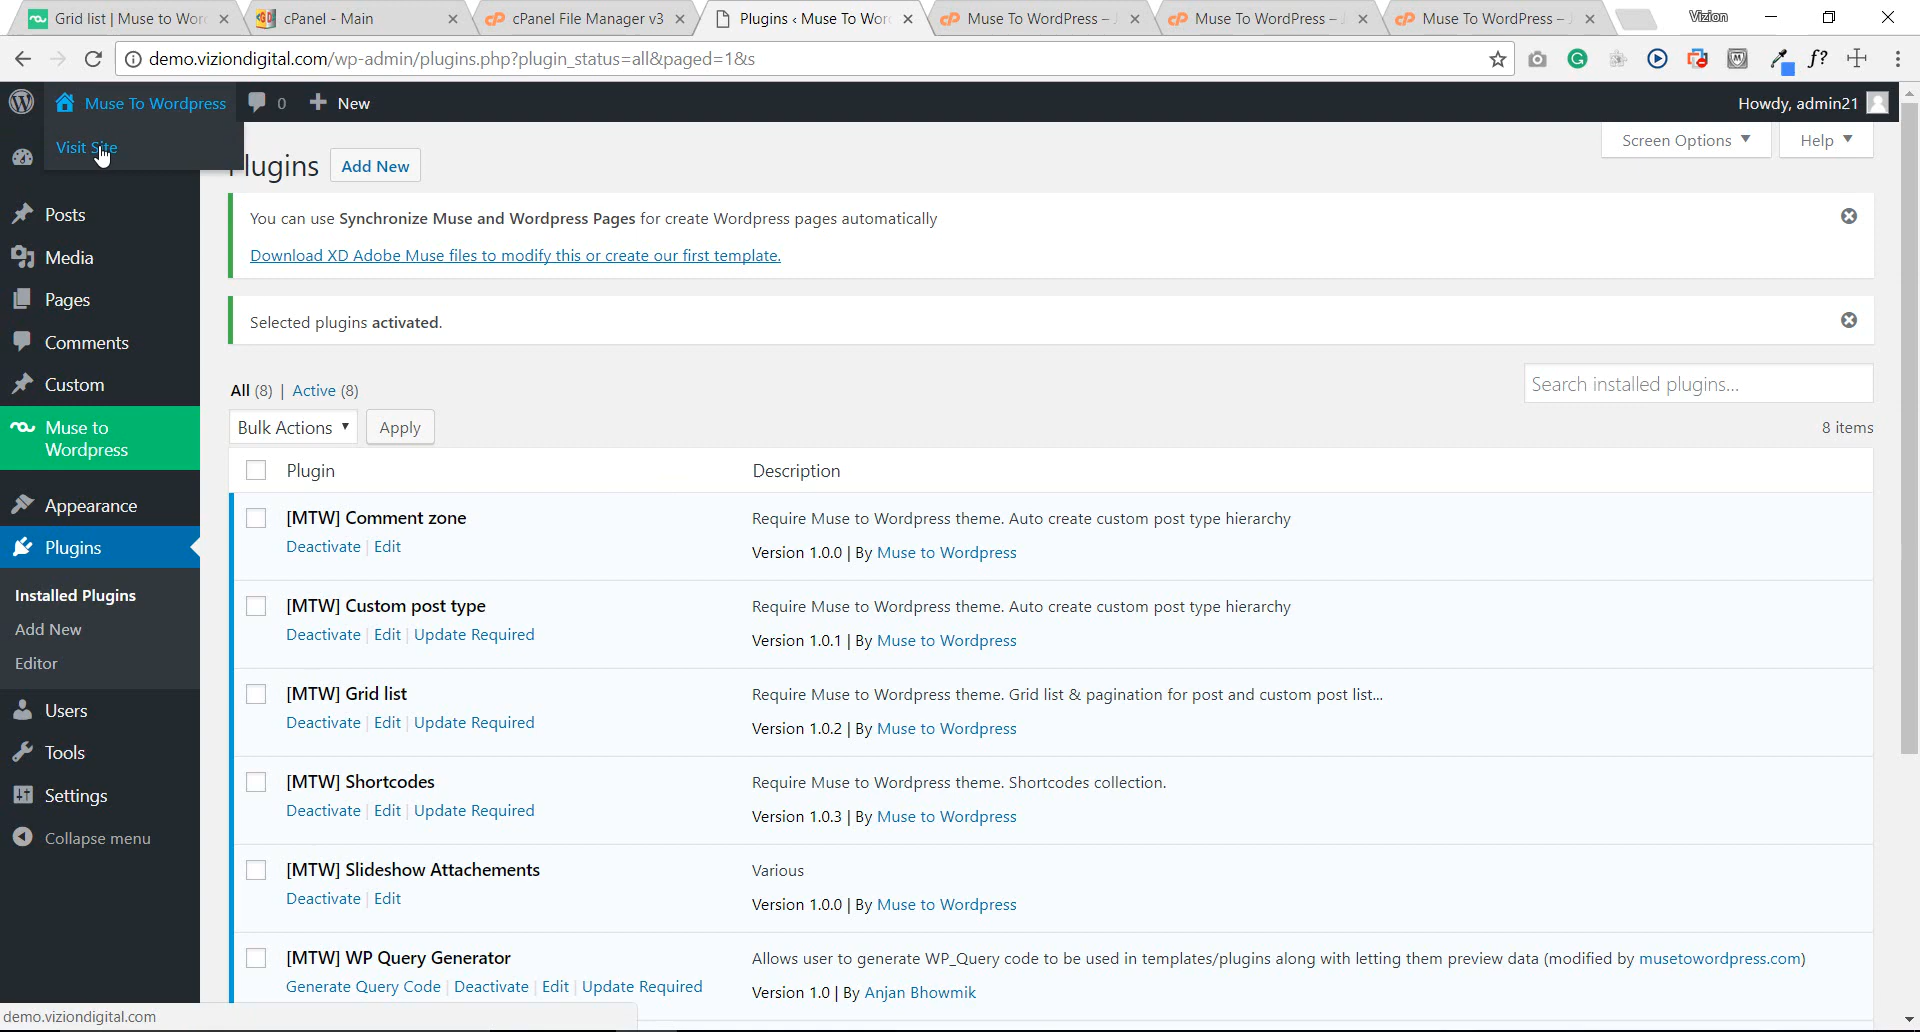 Grid list | Muse to Wor
cPanel - Main
cPanel File Manager v3
Plugins ‹ Muse To Wor
Muse To WordPress –
Muse To WordPress –
Muse To WordPress –
Vizion
demo.viziondigital.com/wp-admin/plugins.php?plugin_status=all&paged=1&s
f?
Muse To Wordpress
0
New
Howdy, admin21
Visit Site
lugins
Add New
Screen Options
Help
You can use Synchronize Muse and Wordpress Pages for create Wordpress pages automatically
Download XD Adobe Muse files to modify this or create our first template.
Selected plugins activated.
Posts
Media
Pages
Comments
Custom
Muse to
Wordpress
Appearance
Plugins
Installed Plugins
Add New
Editor
Users
Tools
Settings
Collapse menu
All (8) | Active (8)
Search installed plugins...
Bulk Actions
Apply
8 items
Plugin
Description
[MTW] Comment zone
Deactivate | Edit
Require Muse to Wordpress theme. Auto create custom post type hierarchy
Version 1.0.0 | By Muse to Wordpress
[MTW] Custom post type
Deactivate | Edit | Update Required
Require Muse to Wordpress theme. Auto create custom post type hierarchy
Version 1.0.1 | By Muse to Wordpress
[MTW] Grid list
Deactivate | Edit | Update Required
Require Muse to Wordpress theme. Grid list & pagination for post and custom post list...
Version 1.0.2 | By Muse to Wordpress
[MTW] Shortcodes
Deactivate | Edit | Update Required
Require Muse to Wordpress theme. Shortcodes collection.
Version 1.0.3 | By Muse to Wordpress
[MTW] Slideshow Attachements
Deactivate | Edit
Various
Version 1.0.0 | By Muse to Wordpress
[MTW] WP Query Generator
Generate Query Code | Deactivate | Edit | Update Required
Allows user to generate WP_Query code to be used in templates/plugins along with letting them preview data (modified by musetowordpress.com)
Version 1.0 | By Anjan Bhowmik
demo.viziondigital.com